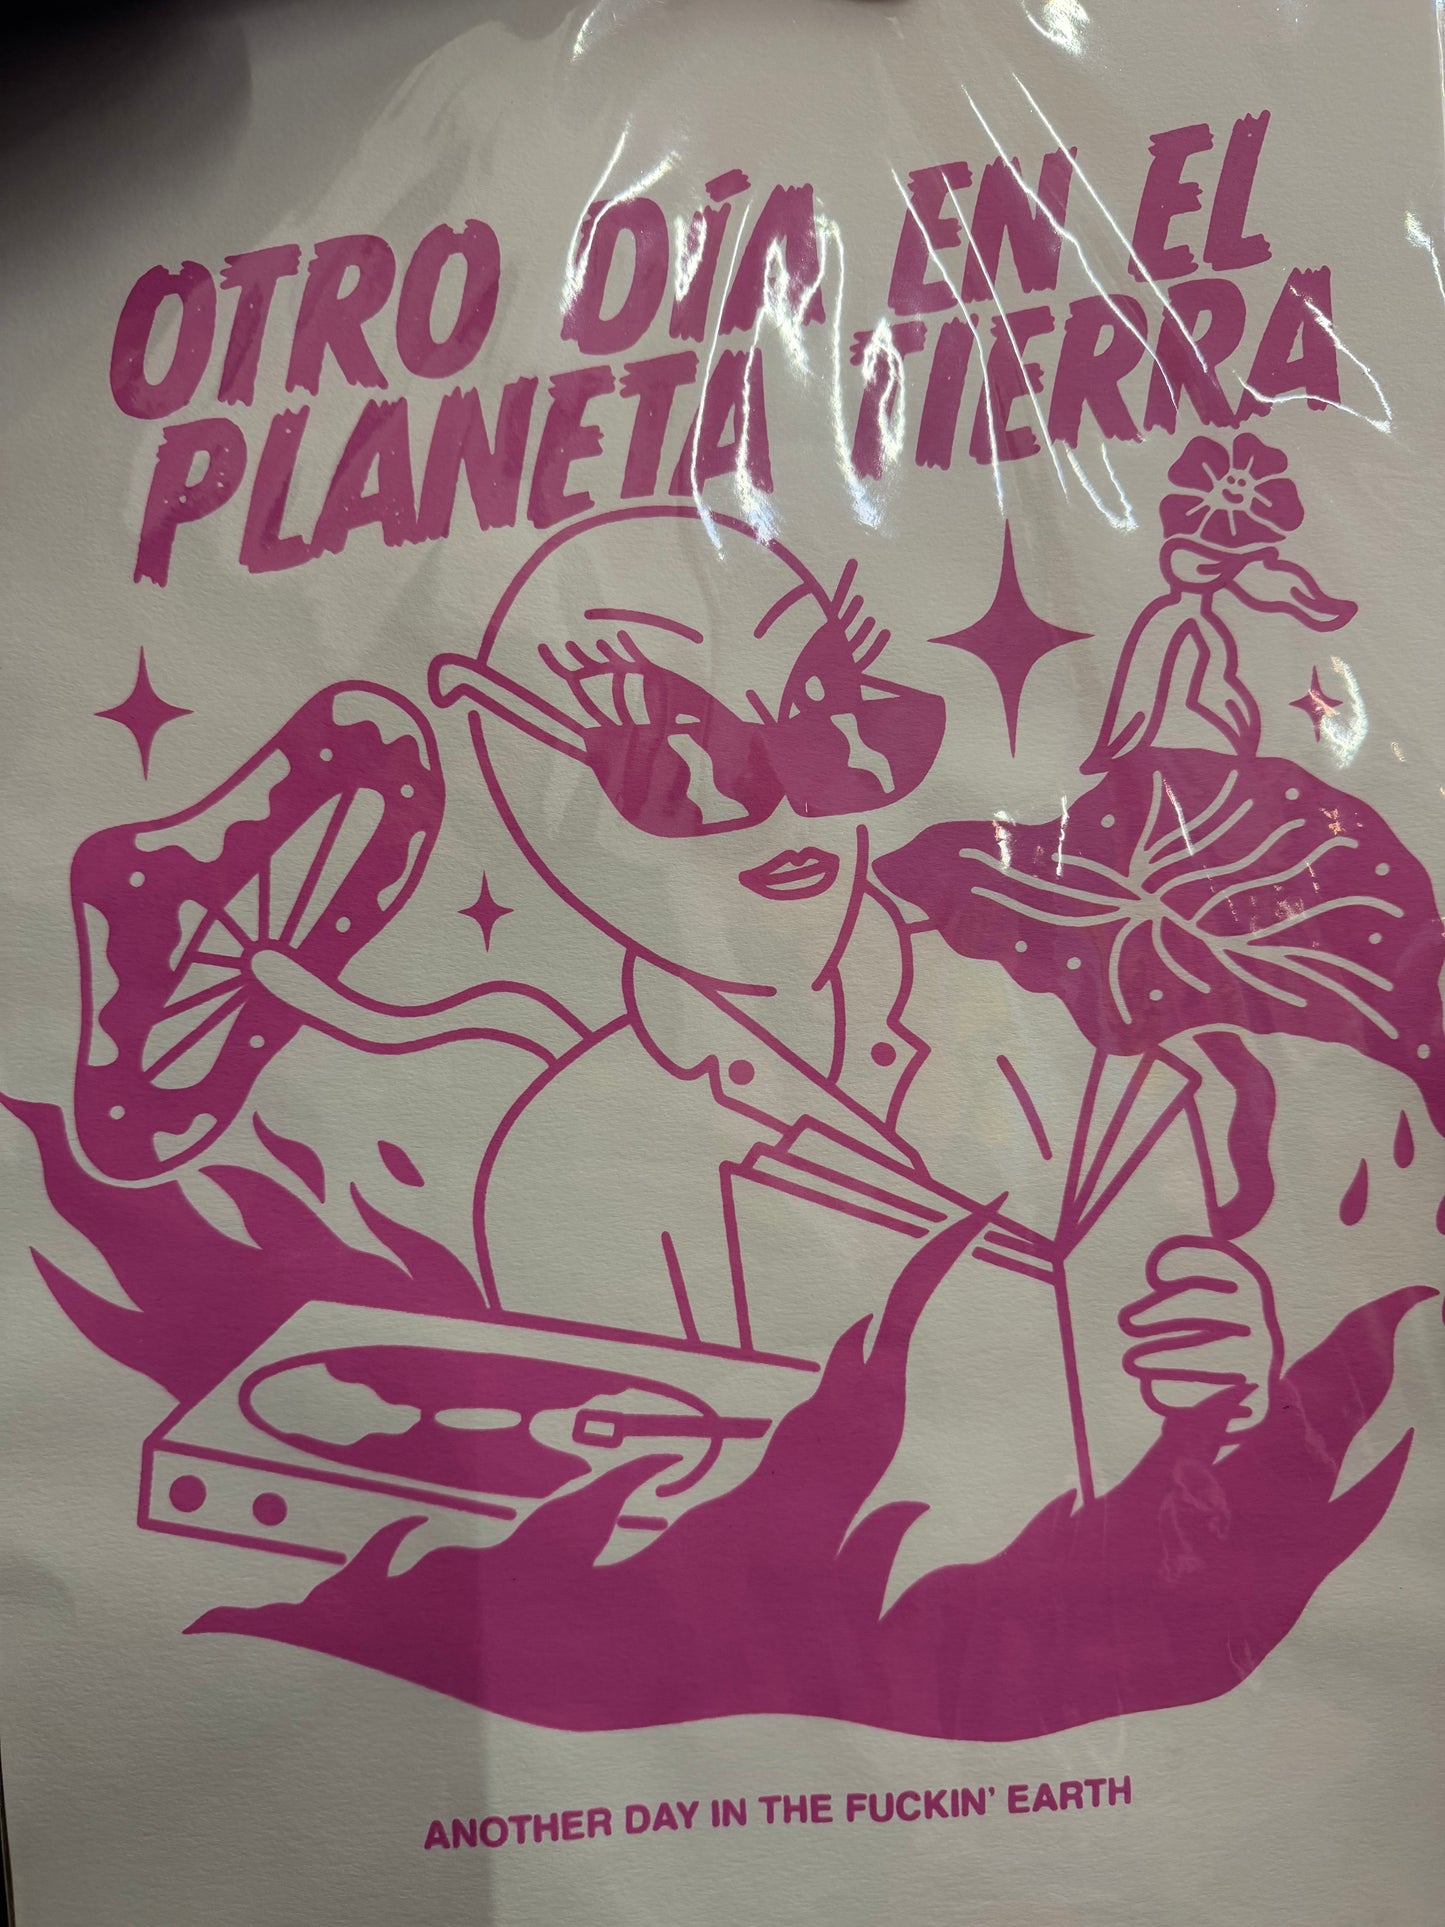 OTRO DÍA EN EL
PLANETA TIERRA
ANOTHER DAY IN THE FUCKIN' EARTH